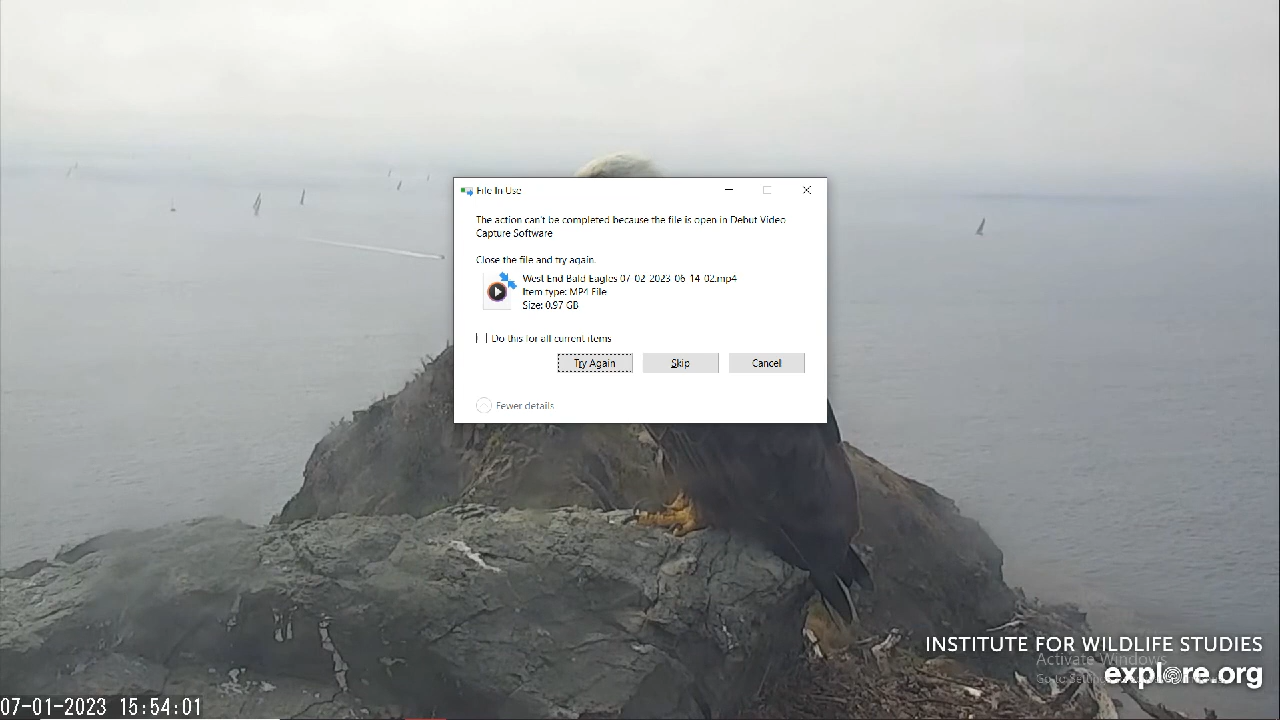 File In Use
The action can't be completed because the file is open in Debut Video
Capture Software
Close the file and try again.
West End Bald Eagles 07-02-2023 06-14-02.mp4
Item type: MP4 File
Size: 0.97 GB
Do this for all current items
Try Again
Skip
Cancel
Fewer details
INSTITUTE FOR WILDLIFE STUDIES
Activate Windows
Go to Settings
explore.org
07-01-2023 15:54:01